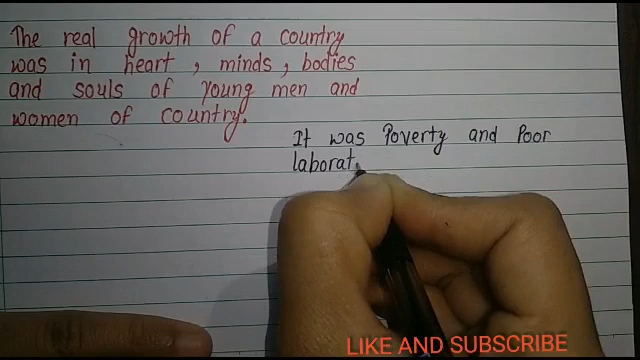 The real growth of a country
was in heart, minds, bodies
and souls of young men and
women of country.
It was Poverty and Poor
laborat
LIKE AND SUBSCRIBE